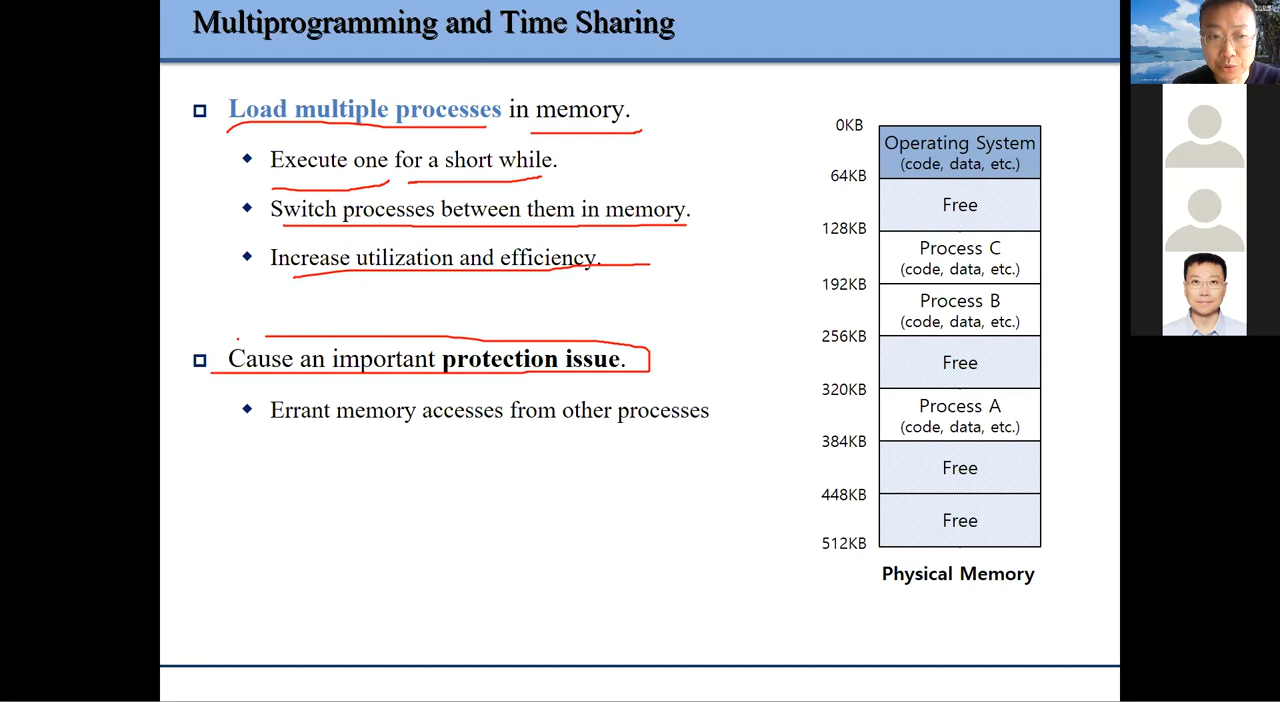 Multiprogramming and Time Sharing
Load multiple processes in memory.
Execute one for a short while.
Switch processes between them in memory.
Increase utilization and efficiency.
Cause an important protection issue.
Errant memory accesses from other processes
0KB
Operating System
(code, data, etc.)
64KB
Free
128KB
Process C
(code, data, etc.)
192KB
Process B
(code, data, etc.)
256KB
Free
320KB
Process A
(code, data, etc.)
384KB
Free
448KB
Free
512KB
Physical Memory